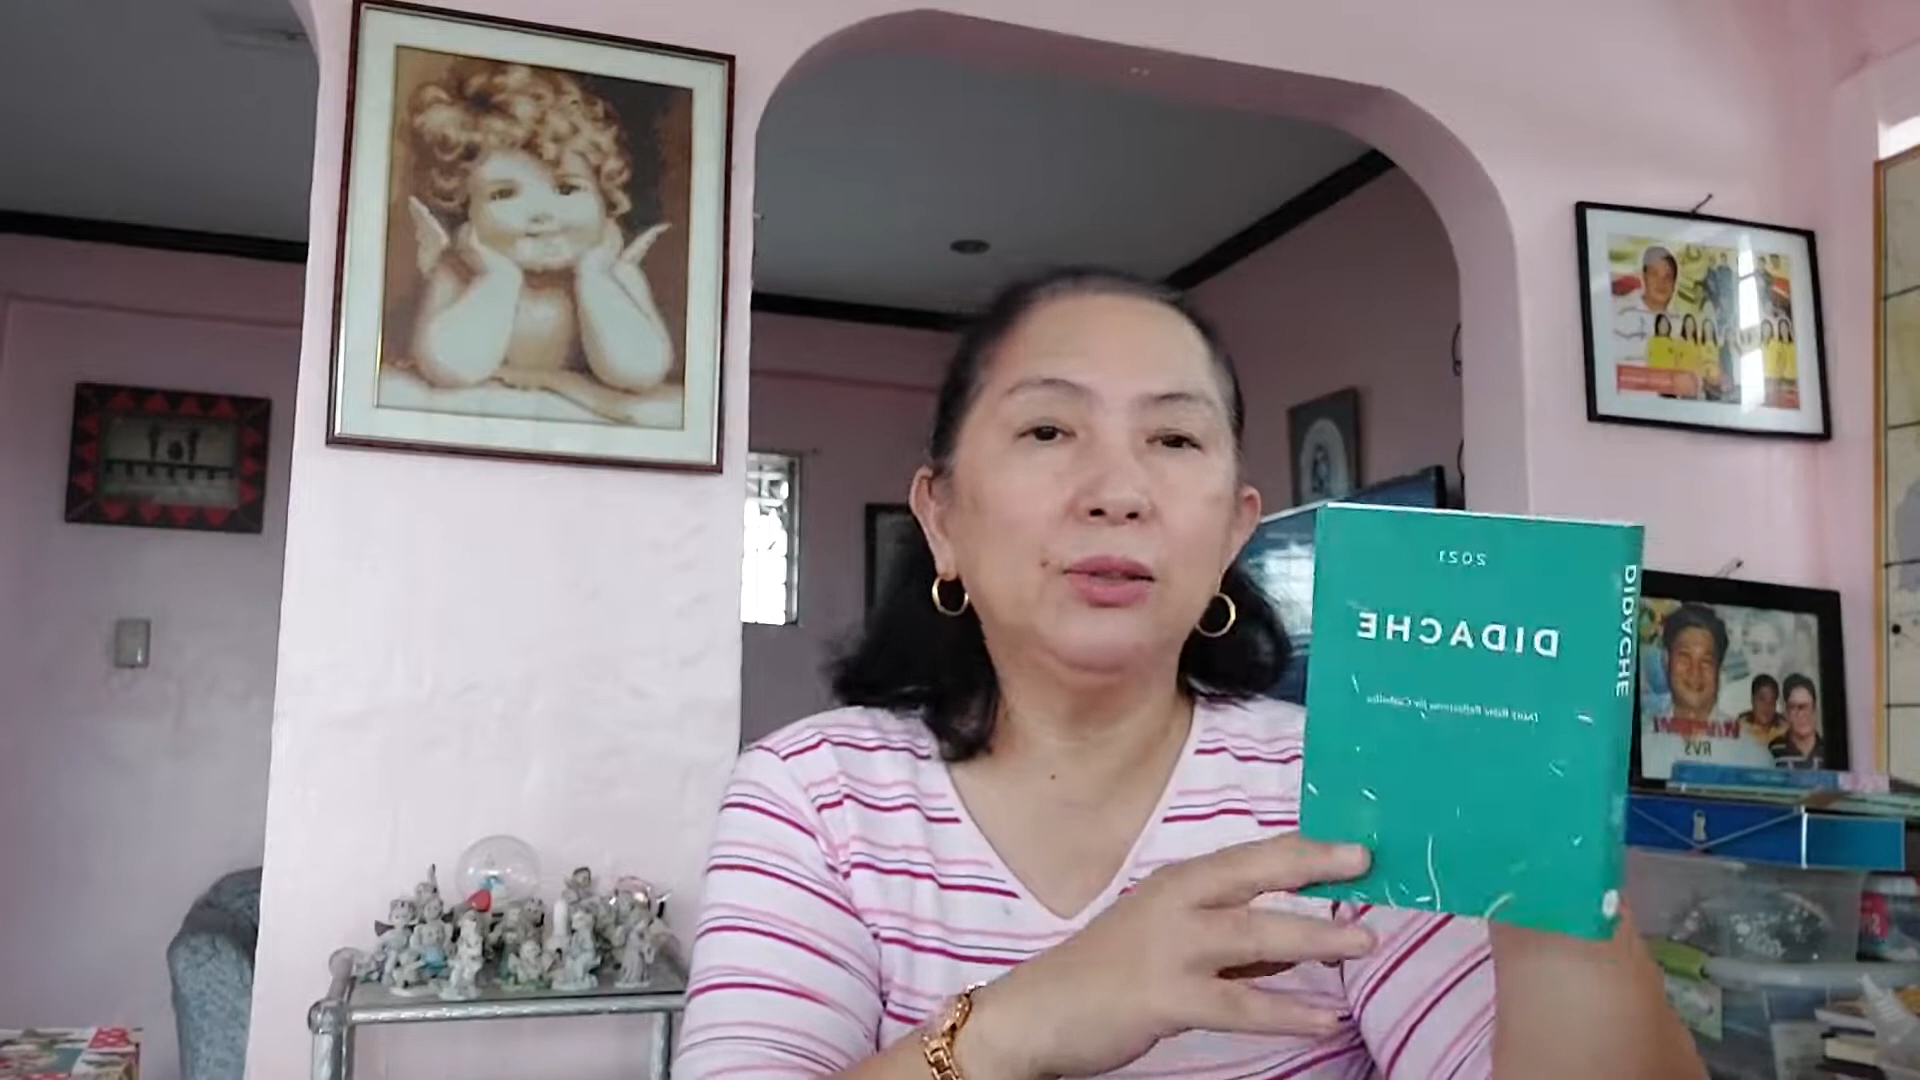 2021
DIDACHE
Daily Bible Reflections for Catholics
DIDACHE
RVS